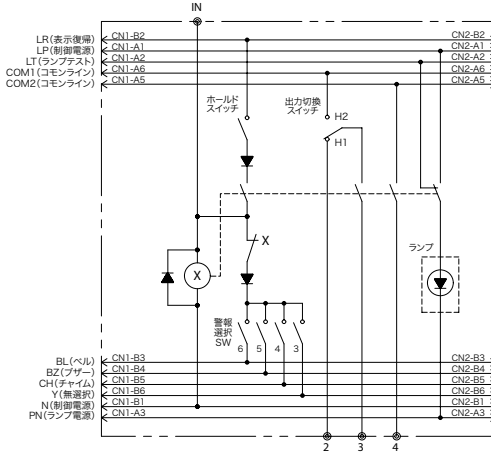 IN
LR(表示復帰) CN1-B2 CN2-B2
LP(制御電源) CN1-A1 CN2-A1
LT(ランプテスト) CN1-A2 CN2-A2
COM1(コモンライン) CN1-A6 CN2-A6
COM2(コモンライン) CN1-A5 CN2-A5
ホールド
スイッチ
出力切換
スイッチ
H2
H1
X
ランプ
X
警報
選択
SW
6 5 4 3
BL(ベル) CN1-B3 CN2-B3
BZ(ブザー) CN1-B4 CN2-B4
CH(チャイム) CN1-B5 CN2-B5
Y(無選択) CN1-B6 CN2-B6
N(制御電源) CN1-B1 CN2-B1
PN(ランプ電源) CN1-A3 CN2-A3
2 3 4